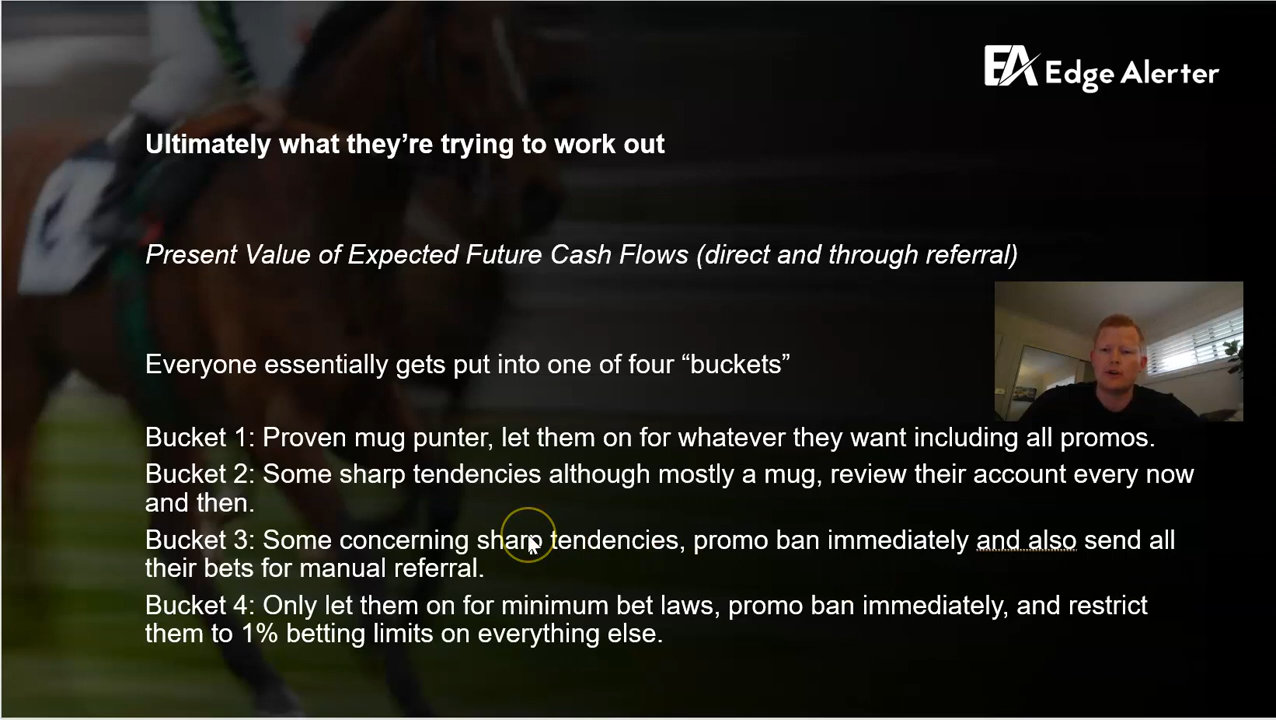 EA Edge Alerter
Ultimately what they’re trying to work out
Present Value of Expected Future Cash Flows (direct and through referral)
Everyone essentially gets put into one of four “buckets”
Bucket 1: Proven mug punter, let them on for whatever they want including all promos.
Bucket 2: Some sharp tendencies although mostly a mug, review their account every now
and then.
Bucket 3: Some concerning sharp tendencies, promo ban immediately and also send all
their bets for manual referral.
Bucket 4: Only let them on for minimum bet laws, promo ban immediately, and restrict
them to 1% betting limits on everything else.